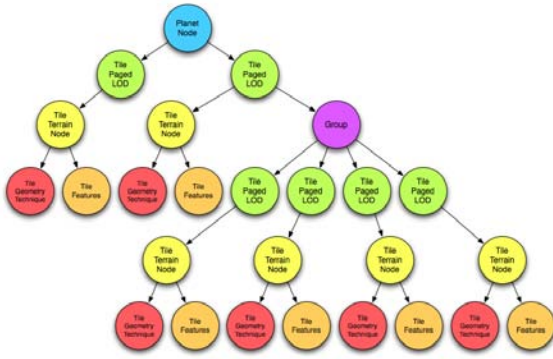 Planet
Node
Tile
Paged
LOD
Tile
Paged
LOD
Tile
Terrain
Node
Tile
Terrain
Node
Group
Tile
Geometry
Technique
Tile
Features
Tile
Geometry
Technique
Tile
Features
Tile
Paged
LOD
Tile
Paged
LOD
Tile
Paged
LOD
Tile
Paged
LOD
Tile
Terrain
Node
Tile
Terrain
Node
Tile
Terrain
Node
Tile
Terrain
Node
Tile
Geometry
Technique
Tile
Features
Tile
Geometry
Technique
Tile
Features
Tile
Geometry
Technique
Tile
Features
Tile
Geometry
Technique
Tile
Features